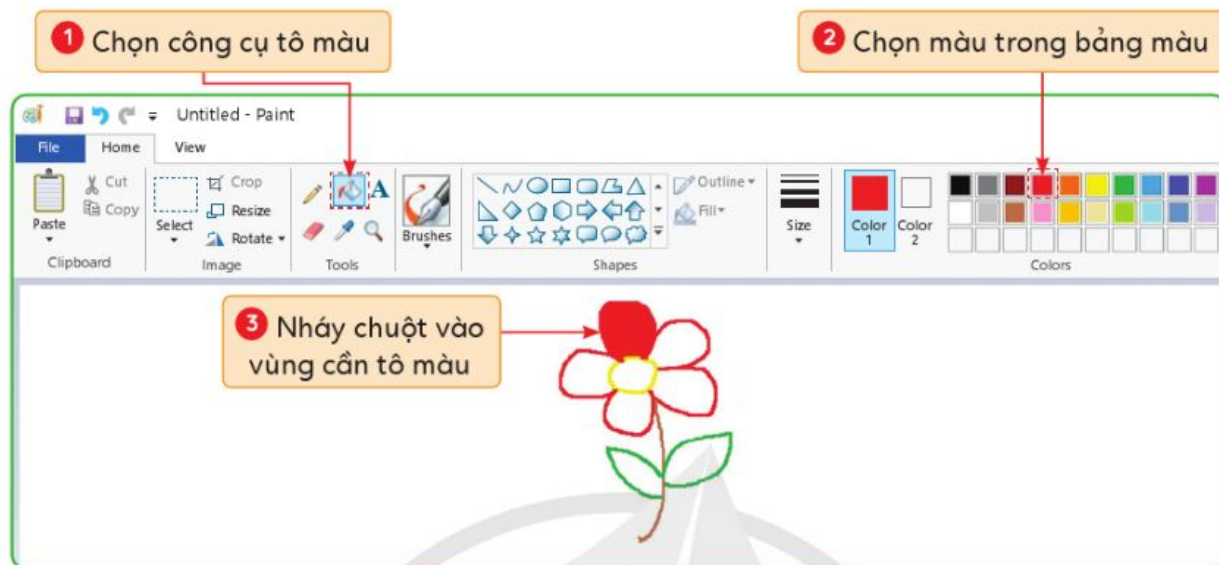 1 Chọn công cụ tô màu
2 Chọn màu trong bảng màu
Untitled - Paint
File Home View
Paste
Cut
Copy
Clipboard
Select
Crop
Resize
Rotate
Image
A
Tools
Brushes
Outline
Fill
Shapes
Size
Color
1
Color
2
Colors
3 Nháy chuột vào
vùng cần tô màu